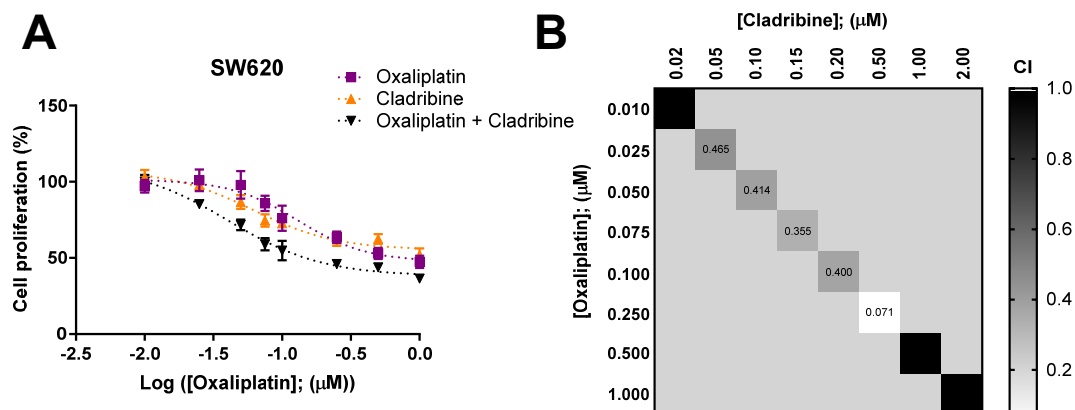 A
SW620
Oxaliplatin
Cladribine
Oxaliplatin + Cladribine
Cell proliferation (%)
150
100
50
0
-2.5 -2.0 -1.5 -1.0 -0.5 0.0
Log ([Oxaliplatin]; (μM))
B
[Cladribine]; (μM)
0.02 0.05 0.10 0.15 0.20 0.50 1.00 2.00
[Oxaliplatin]; (μM)
0.010
0.025 0.465
0.050 0.414
0.075 0.355
0.100 0.400
0.250 0.071
0.500
1.000
CI
1.0
0.8
0.6
0.4
0.2